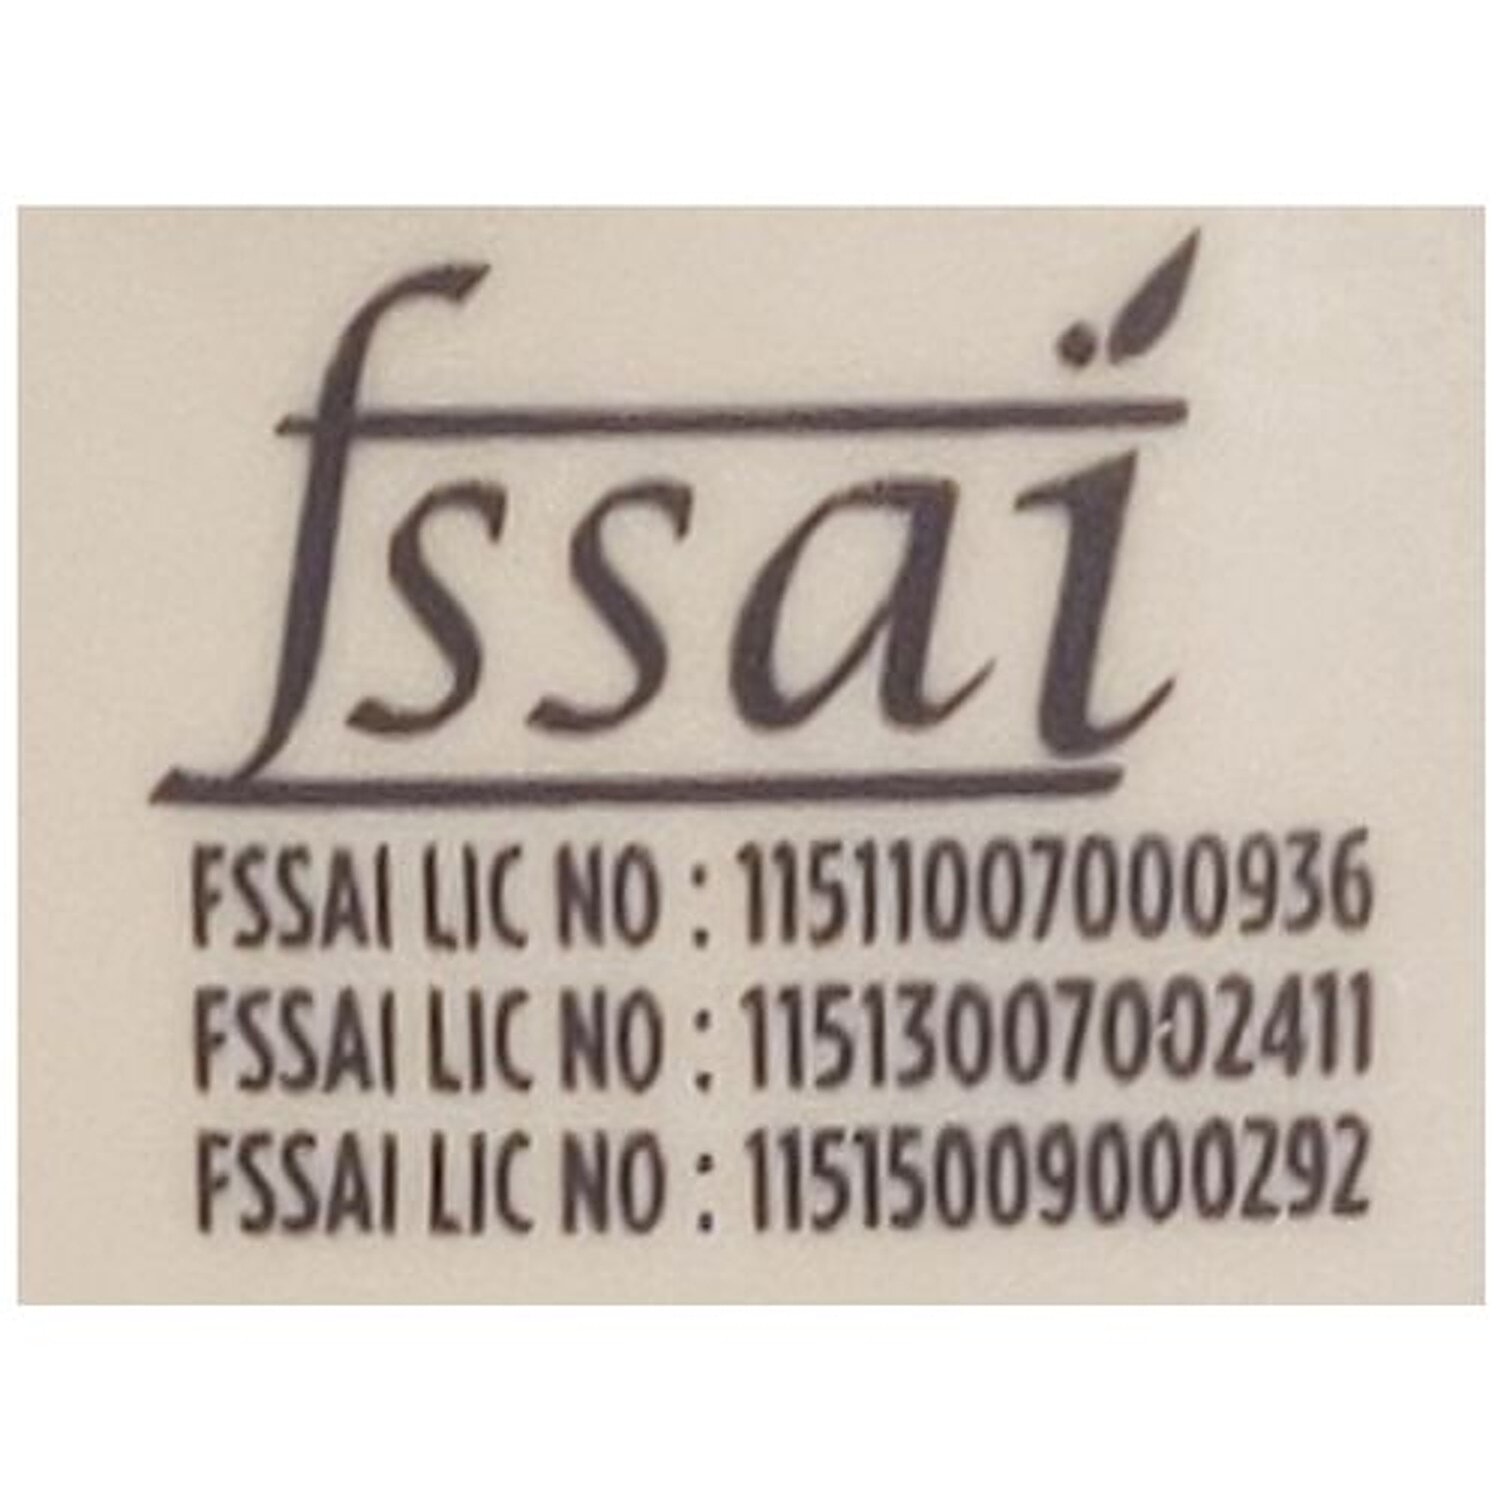 fssai
FSSAI LIC NO : 11511007000936
FSSAI LIC NO : 11513007002411
FSSAI LIC NO : 11515009000292